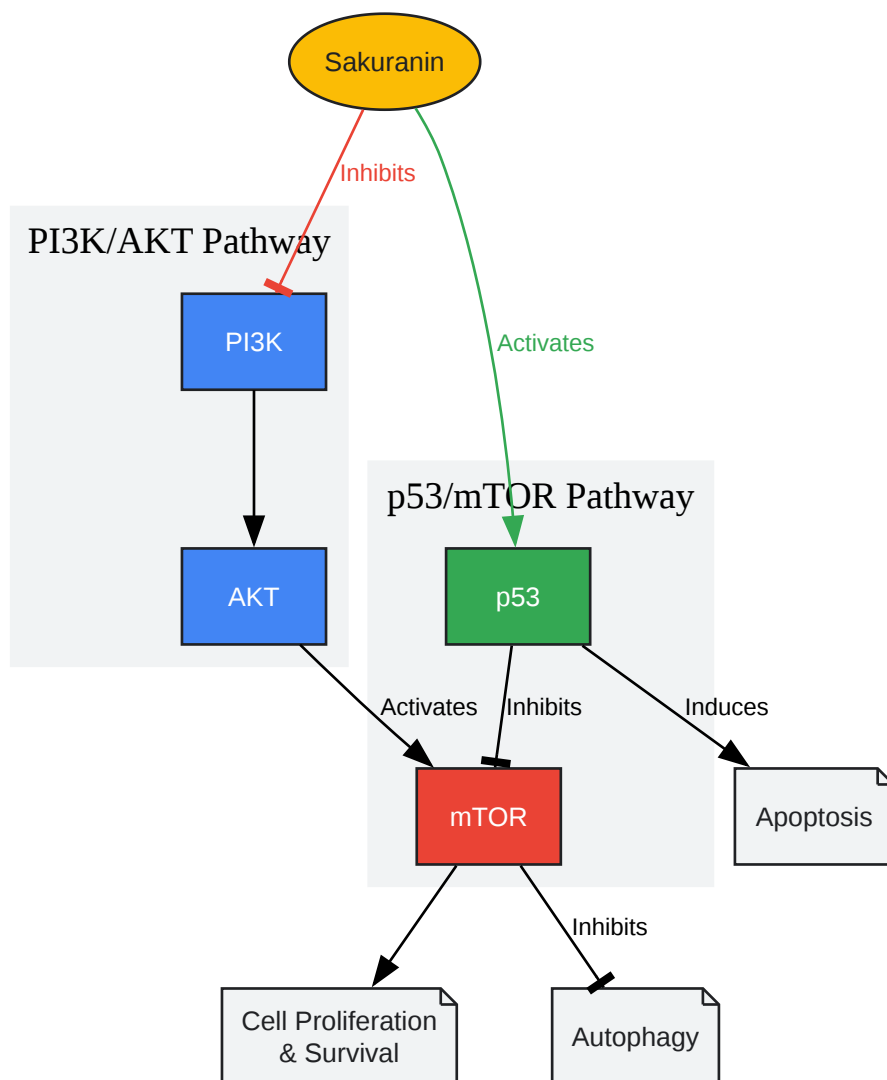 Sakuranin
Inhibits
PI3K/AKT Pathway
PI3K
Activates
p53/mTOR Pathway
AKT
p53
Activates
Inhibits
Induces
mTOR
Apoptosis
Inhibits
Cell Proliferation
& Survival
Autophagy